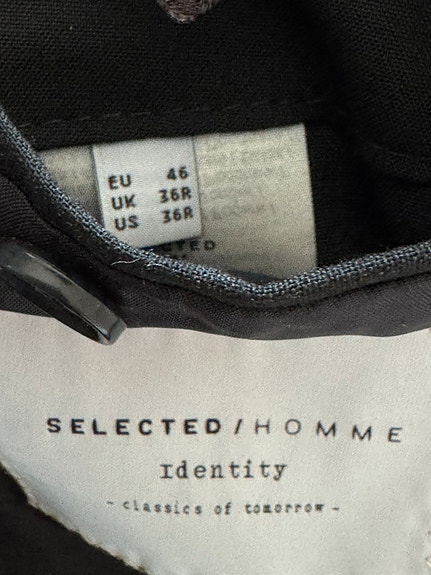 EU 46
UK 36R
US 36R
SELECTED/HOMME
Identity
- classics of tomorrow -